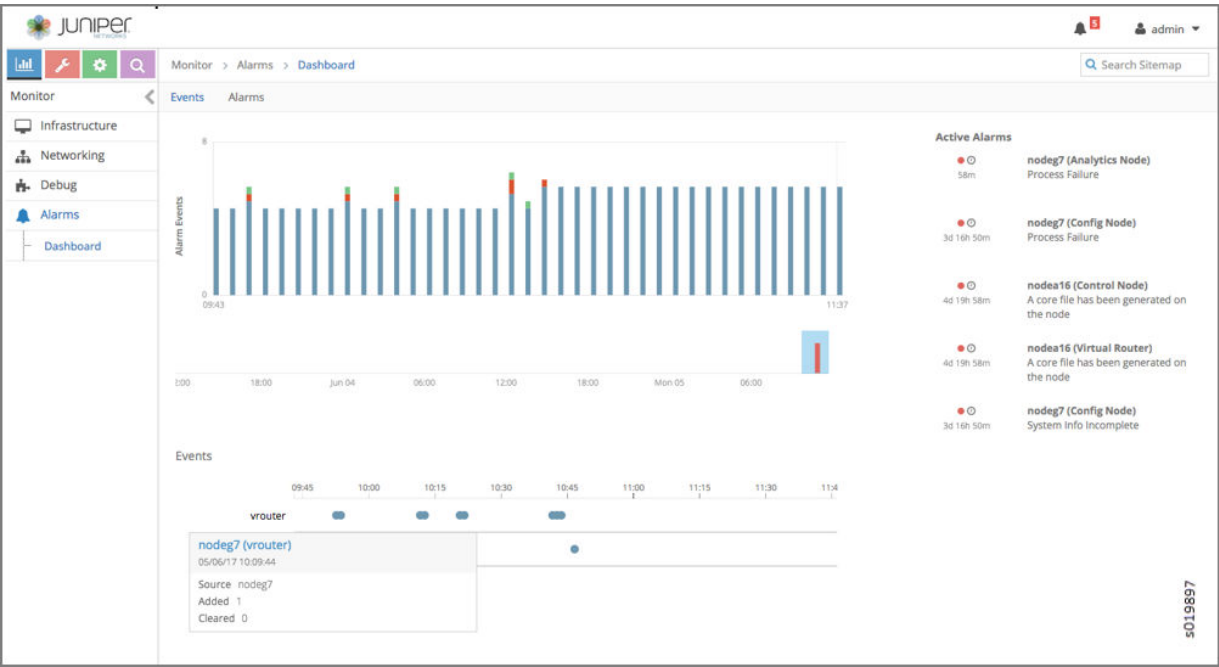 JUNIPER
NETWORKS
5
admin
Monitor > Alarms > Dashboard
Search Sitemap
Monitor
Events Alarms
Infrastructure
Networking
Debug
Alarms
Dashboard
8
Alarm Events
0
09:43
11:37
2:00 18:00 Jun 04 06:00 12:00 18:00 Mon 05 06:00
Active Alarms
nodeg7 (Analytics Node)
58m Process Failure
nodeg7 (Config Node)
3d 16h 50m Process Failure
nodea16 (Control Node)
4d 19h 58m A core file has been generated on
the node
nodea16 (Virtual Router)
4d 19h 58m A core file has been generated on
the node
nodeg7 (Config Node)
3d 16h 50m System Info Incomplete
Events
09:45 10:00 10:15 10:30 10:45 11:00 11:15 11:30 11:4
vrouter
nodeg7 (vrouter)
05/06/17 10:09:44
Source nodeg7
Added 1
Cleared 0
s019897